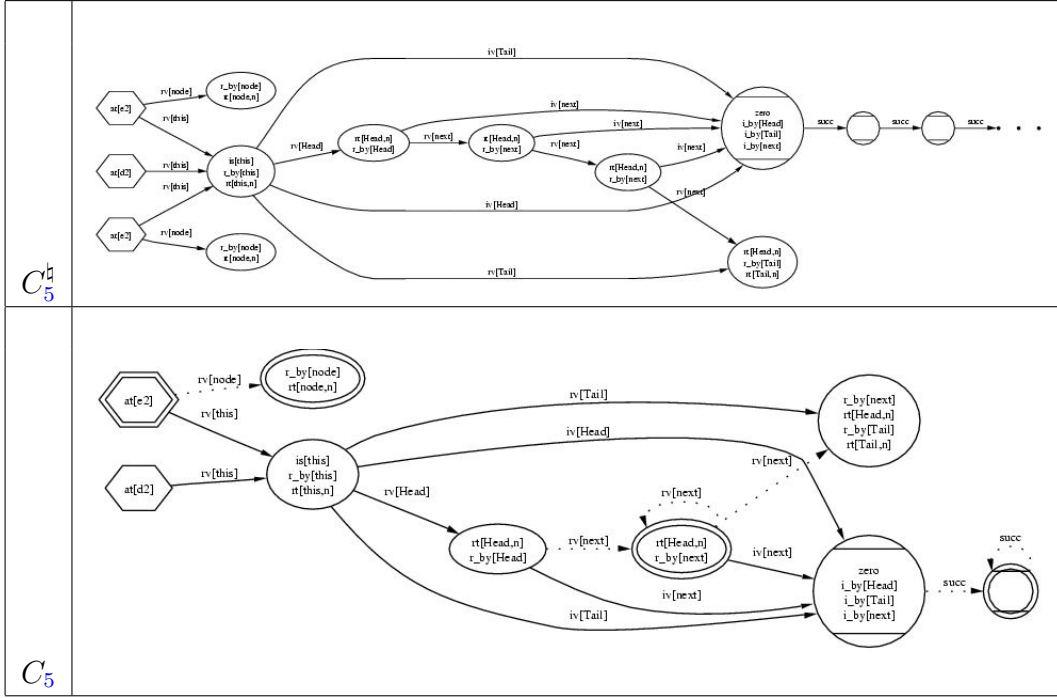 iv[Tail]
rv[node]
r_by[node]
rt[node,n]
at[e2]
rv[this]
iv[next]
zero
i_by[Head]
i_by[Tail]
i_by[next]
succ
succ
succ
. . .
rv[Head]
rt[Head,n]
r_by[Head]
rv[next]
rt[Head,n]
r_by[next]
iv[next]
rv[next]
iv[next]
rt[Head,n]
r_by[next]
rv[next]
is[this]
r_by[this]
rt[this,n]
at[d2]
rv[this]
rv[this]
iv[Head]
at[e2]
rv[node]
r_by[node]
rt[node,n]
rv[Tail]
rt[Head,n]
r_by[Tail]
rt[Tail,n]
C₅♮
at[e2]
rv[node]
r_by[node]
rt[node,n]
rv[this]
rv[Tail]
r_by[next]
rt[Head,n]
r_by[Tail]
rt[Tail,n]
iv[Head]
at[d2]
rv[this]
is[this]
r_by[this]
rt[this,n]
rv[next]
rv[Head]
rv[next]
rt[Head,n]
r_by[Head]
rv[next]
rt[Head,n]
r_by[next]
iv[next]
succ
zero
i_by[Head]
i_by[Tail]
i_by[next]
succ
iv[next]
iv[Tail]
C₅